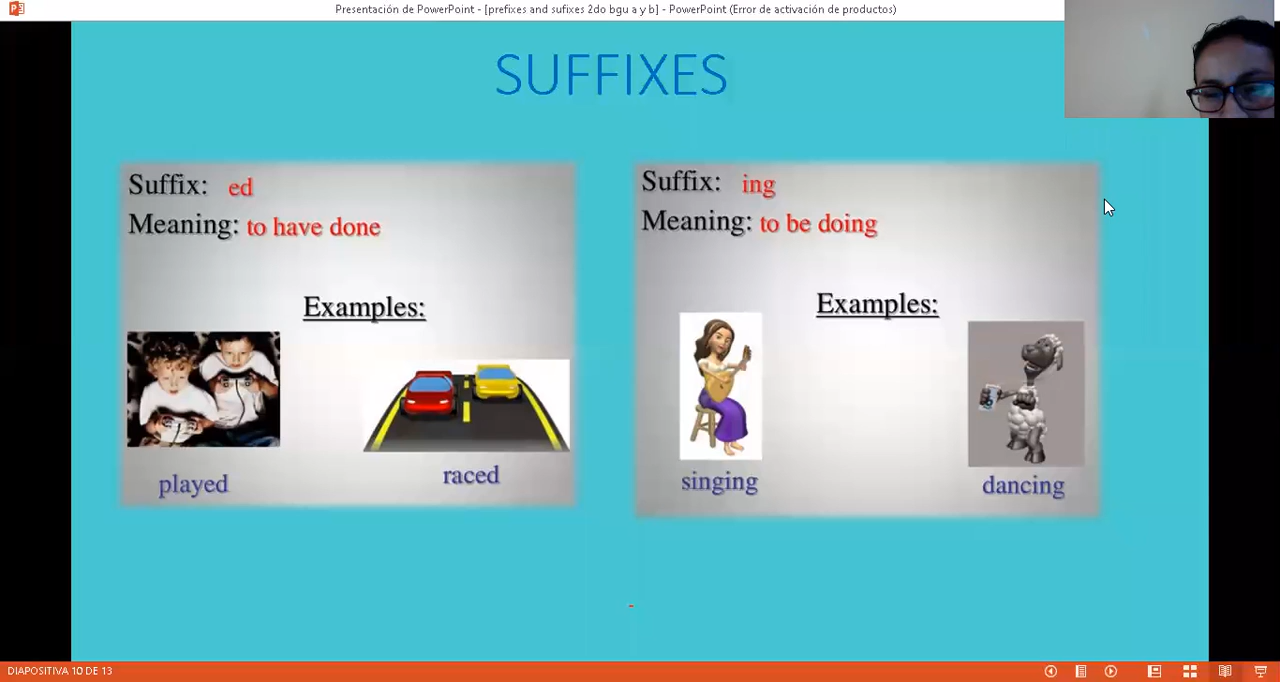 Presentación de PowerPoint - [prefixes and sufixes 2do bgu a y b] - PowerPoint (Error de activación de productos)
SUFFIXES
Suffix: ed
Meaning: to have done
Examples:
played
raced
Suffix: ing
Meaning: to be doing
Examples:
singing
dancing
DIAPOSITIVA 10 DE 13